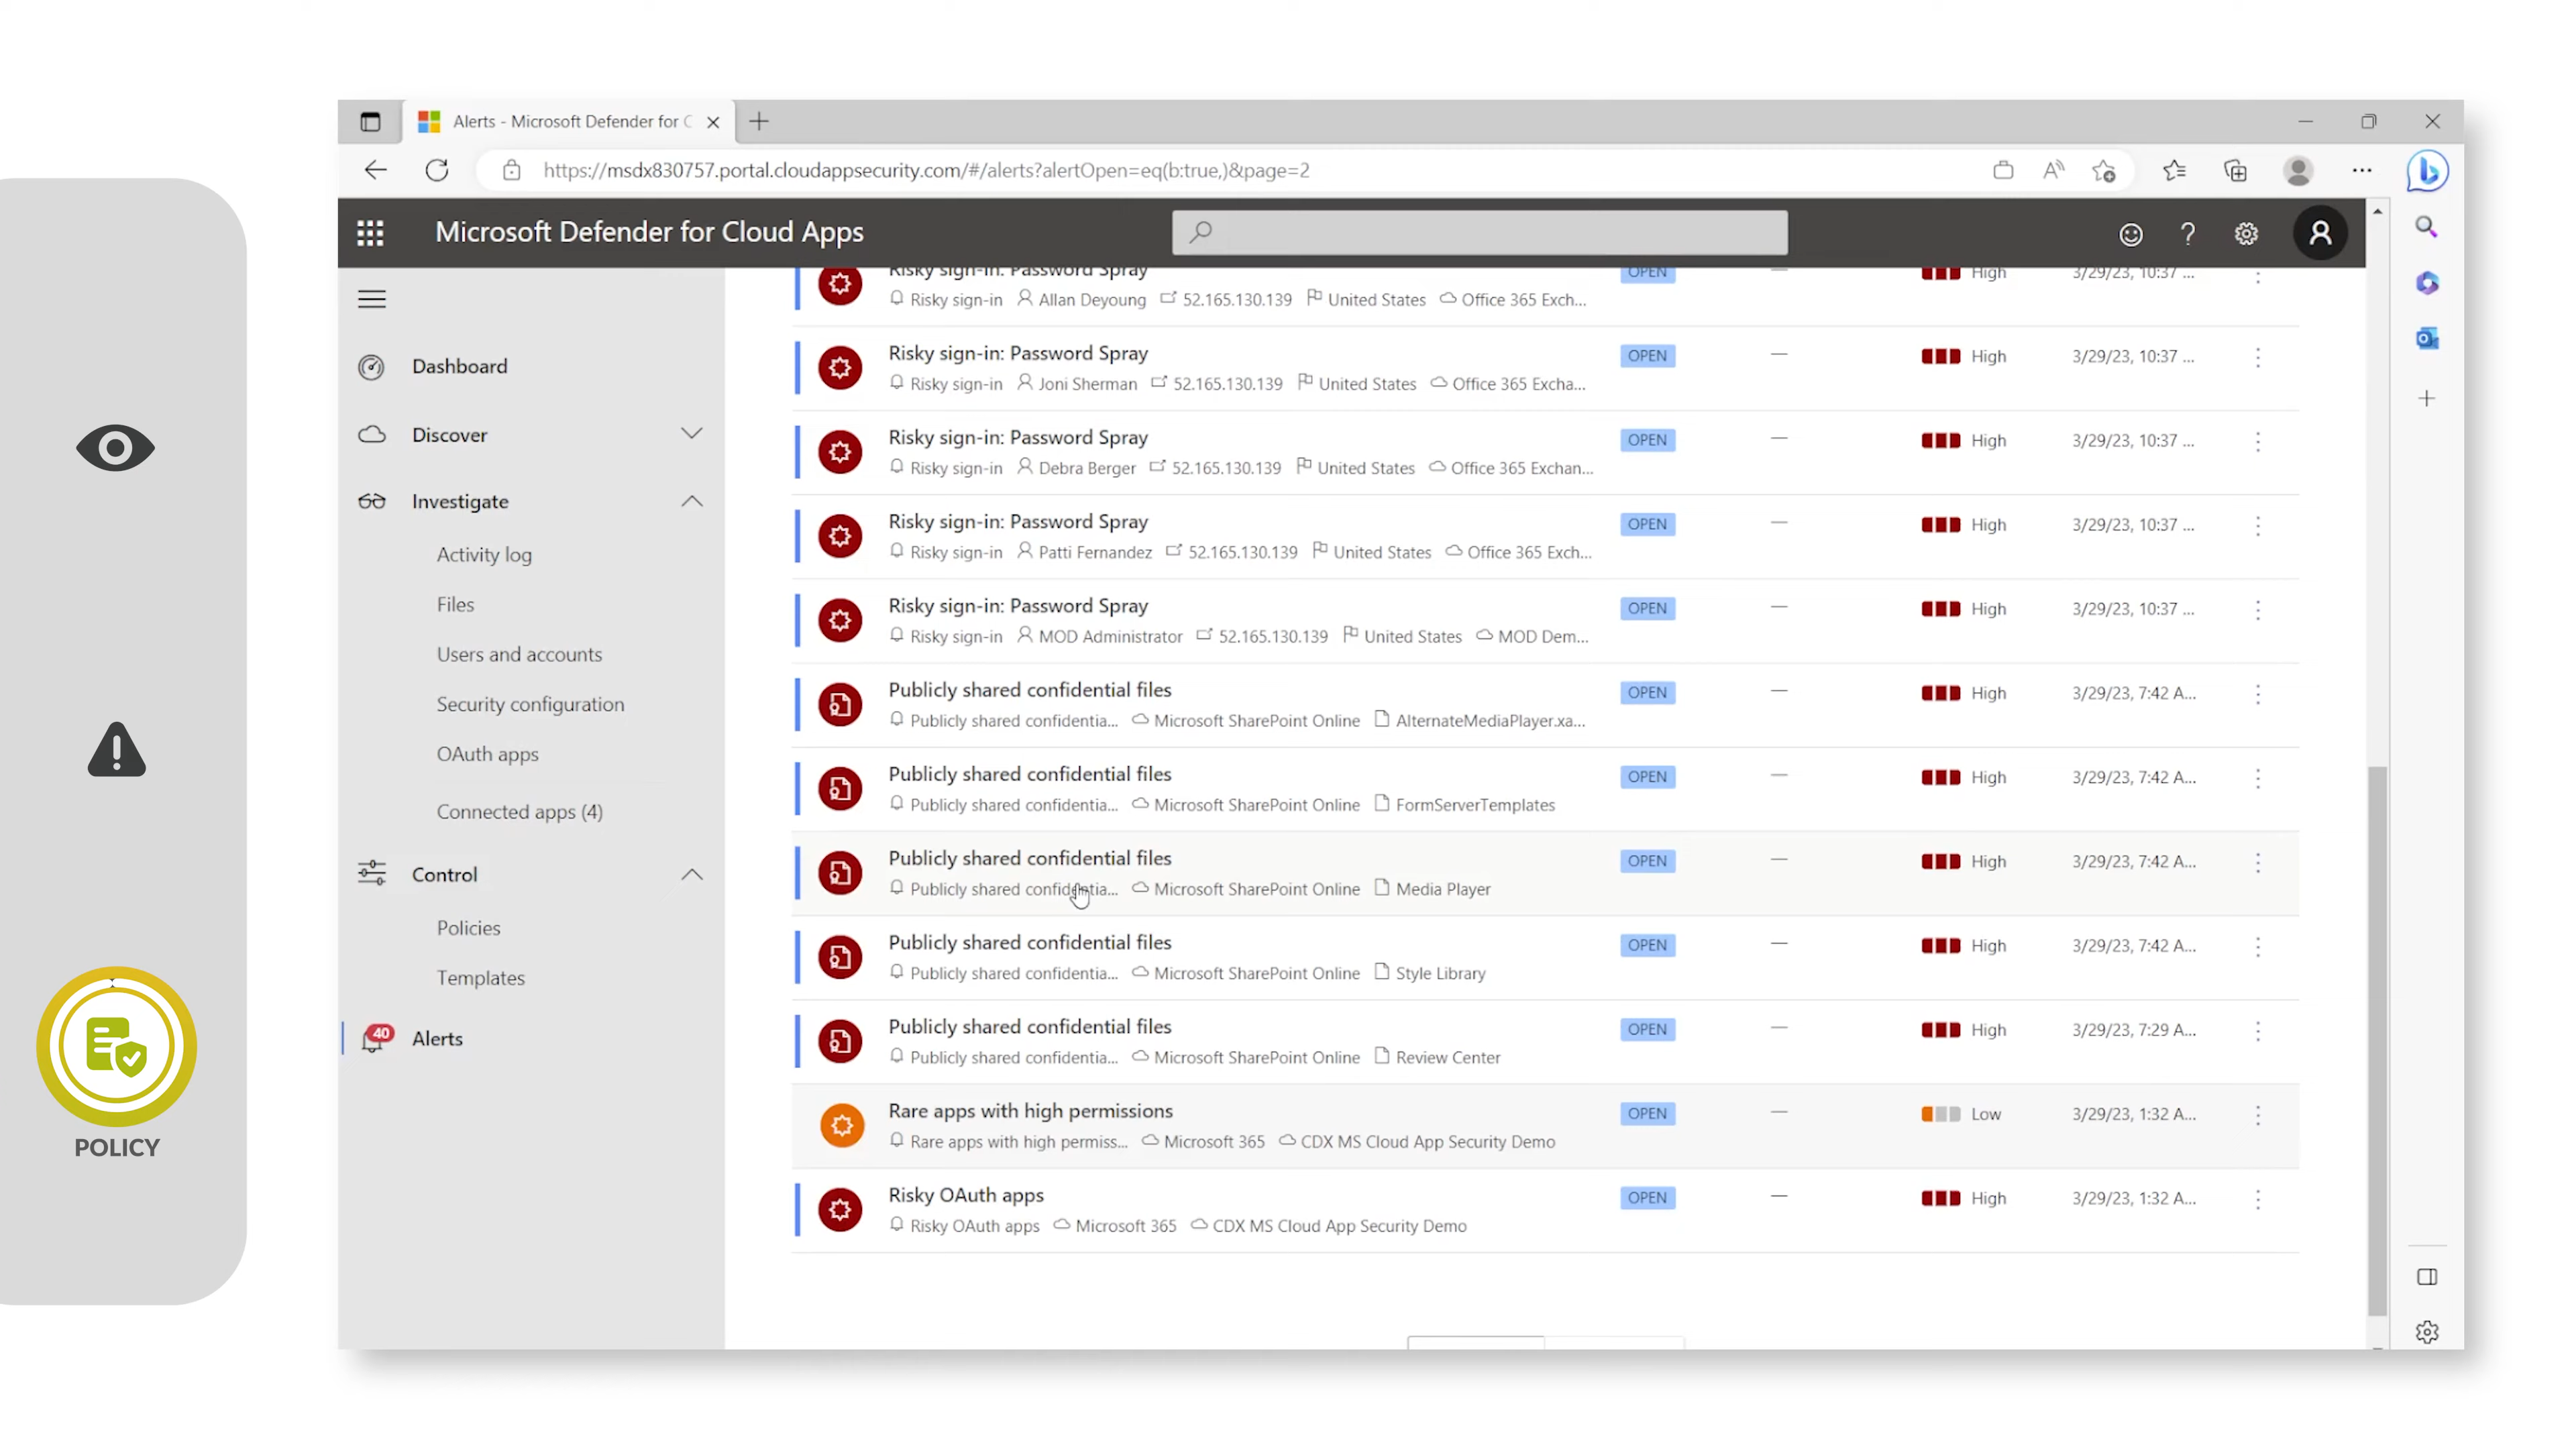 Alerts - Microsoft Defender for C
https://msdx830757.portal.cloudappsecurity.com/#/alerts?alertOpen=eq(b:true,)&page=2
Microsoft Defender for Cloud Apps
Dashboard
Discover
Investigate
Activity log
Files
Users and accounts
Security configuration
OAuth apps
Connected apps (4)
Control
Policies
Templates
40
Alerts
POLICY
Risky sign-in: Password Spray OPEN — High 3/29/23, 10:37 ...
Risky sign-in Allan Deyoung 52.165.130.139 United States Office 365 Exch...
Risky sign-in: Password Spray OPEN — High 3/29/23, 10:37 ...
Risky sign-in Joni Sherman 52.165.130.139 United States Office 365 Excha...
Risky sign-in: Password Spray OPEN — High 3/29/23, 10:37 ...
Risky sign-in Debra Berger 52.165.130.139 United States Office 365 Exchan...
Risky sign-in: Password Spray OPEN — High 3/29/23, 10:37 ...
Risky sign-in Patti Fernandez 52.165.130.139 United States Office 365 Exch...
Risky sign-in: Password Spray OPEN — High 3/29/23, 10:37 ...
Risky sign-in MOD Administrator 52.165.130.139 United States MOD Dem...
Publicly shared confidential files OPEN — High 3/29/23, 7:42 A...
Publicly shared confidentia... Microsoft SharePoint Online AlternateMediaPlayer.xa...
Publicly shared confidential files OPEN — High 3/29/23, 7:42 A...
Publicly shared confidentia... Microsoft SharePoint Online FormServerTemplates
Publicly shared confidential files OPEN — High 3/29/23, 7:42 A...
Publicly shared confidentia... Microsoft SharePoint Online Media Player
Publicly shared confidential files OPEN — High 3/29/23, 7:42 A...
Publicly shared confidentia... Microsoft SharePoint Online Style Library
Publicly shared confidential files OPEN — High 3/29/23, 7:29 A...
Publicly shared confidentia... Microsoft SharePoint Online Review Center
Rare apps with high permissions OPEN — Low 3/29/23, 1:32 A...
Rare apps with high permiss... Microsoft 365 CDX MS Cloud App Security Demo
Risky OAuth apps OPEN — High 3/29/23, 1:32 A...
Risky OAuth apps Microsoft 365 CDX MS Cloud App Security Demo